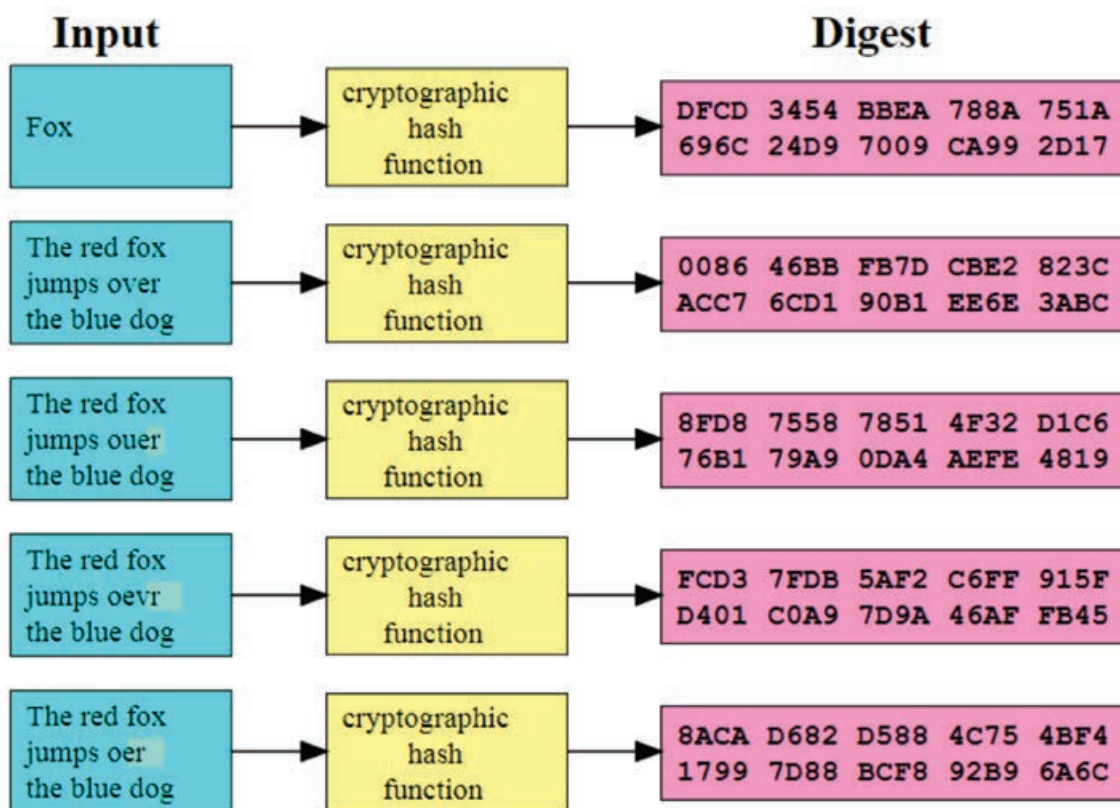 Input
Digest
Fox
cryptographic
hash
function
DFCD 3454 BBEA 788A 751A
696C 24D9 7009 CA99 2D17
The red fox
jumps over
the blue dog
cryptographic
hash
function
0086 46BB FB7D CBE2 823C
ACC7 6CD1 90B1 EE6E 3ABC
The red fox
jumps ouer
the blue dog
cryptographic
hash
function
8FD8 7558 7851 4F32 D1C6
76B1 79A9 0DA4 AEFE 4819
The red fox
jumps oevr
the blue dog
cryptographic
hash
function
FCD3 7FDB 5AF2 C6FF 915F
D401 C0A9 7D9A 46AF FB45
The red fox
jumps oer
the blue dog
cryptographic
hash
function
8ACA D682 D588 4C75 4BF4
1799 7D88 BCF8 92B9 6A6C